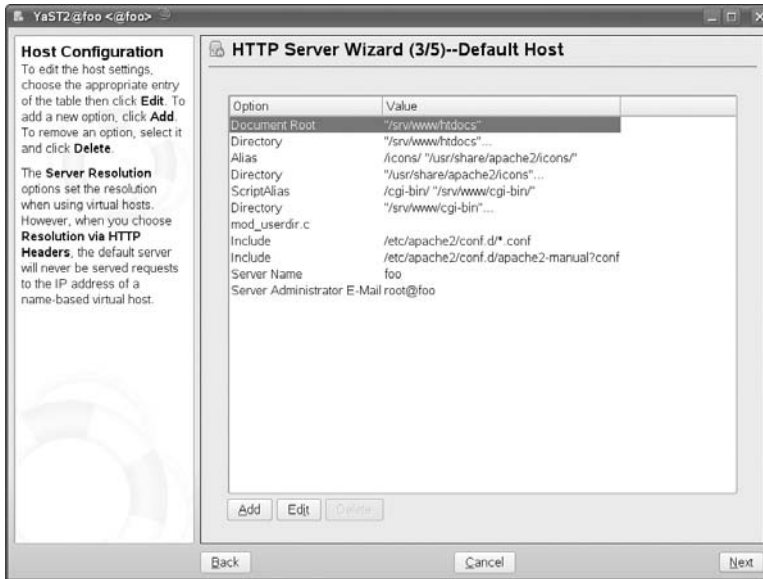 YaST2@foo <@foo>
Host Configuration
To edit the host settings,
choose the appropriate entry
of the table then click Edit. To
add a new option, click Add.
To remove an option, select it
and click Delete.
The Server Resolution
options set the resolution
when using virtual hosts.
However, when you choose
Resolution via HTTP
Headers, the default server
will never be served requests
to the IP address of a
name-based virtual host.
HTTP Server Wizard (3/5)--Default Host
Option Value
Document Root "/srv/www/htdocs"
Directory "/srv/www/htdocs"...
Alias /icons/ "/usr/share/apache2/icons/"
Directory "/usr/share/apache2/icons"...
ScriptAlias /cgi-bin/ "/srv/www/cgi-bin/"
Directory "/srv/www/cgi-bin"...
mod_userdir.c
Include /etc/apache2/conf.d/*.conf
Include /etc/apache2/conf.d/apache2-manual?conf
Server Name foo
Server Administrator E-Mail root@foo
Add Edit Delete
Back Cancel Next